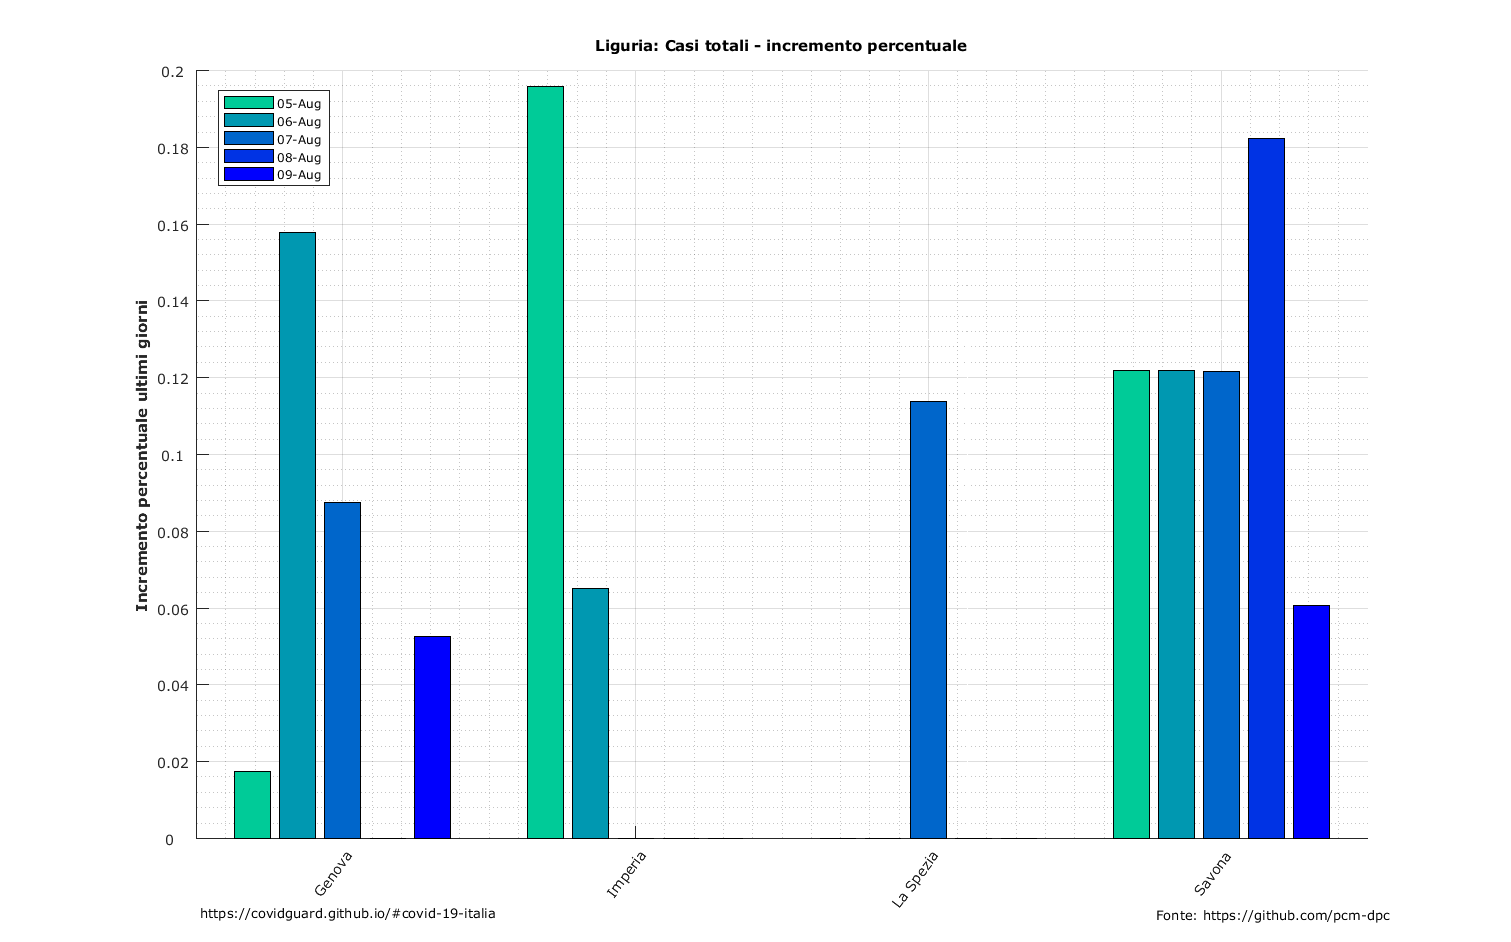 Liguria: Casi totali - incremento percentuale
0.2
0.18
0.16
0.14
0.12
0.1
0.08
0.06
0.04
0.02
0
Incremento percentuale ultimi giorni
05-Aug
06-Aug
07-Aug
08-Aug
09-Aug
Genova
Imperia
La Spezia
Savona
https://covidguard.github.io/#covid-19-italia
Fonte: https://github.com/pcm-dpc